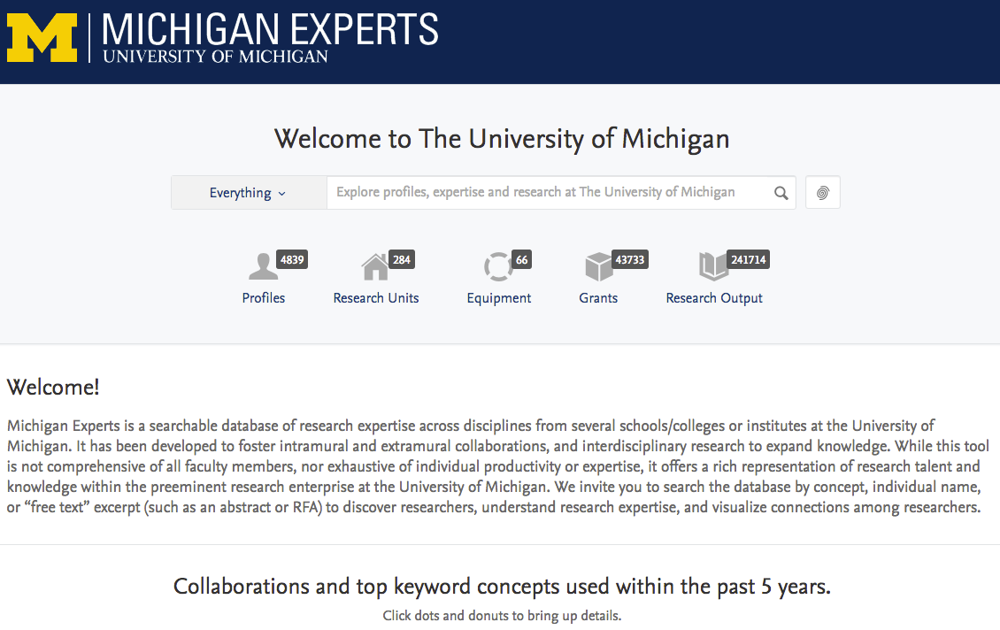 M
MICHIGAN EXPERTS
UNIVERSITY OF MICHIGAN
Welcome to The University of Michigan
Everything
Explore profiles, expertise and research at The University of Michigan
4839
284
66
43733
241714
Profiles
Research Units
Equipment
Grants
Research Output
Welcome!
Michigan Experts is a searchable database of research expertise across disciplines from several schools/colleges or institutes at the University of
Michigan. It has been developed to foster intramural and extramural collaborations, and interdisciplinary research to expand knowledge. While this tool
is not comprehensive of all faculty members, nor exhaustive of individual productivity or expertise, it offers a rich representation of research talent and
knowledge within the preeminent research enterprise at the University of Michigan. We invite you to search the database by concept, individual name,
or “free text” excerpt (such as an abstract or RFA) to discover researchers, understand research expertise, and visualize connections among researchers.
Collaborations and top keyword concepts used within the past 5 years.
Click dots and donuts to bring up details.